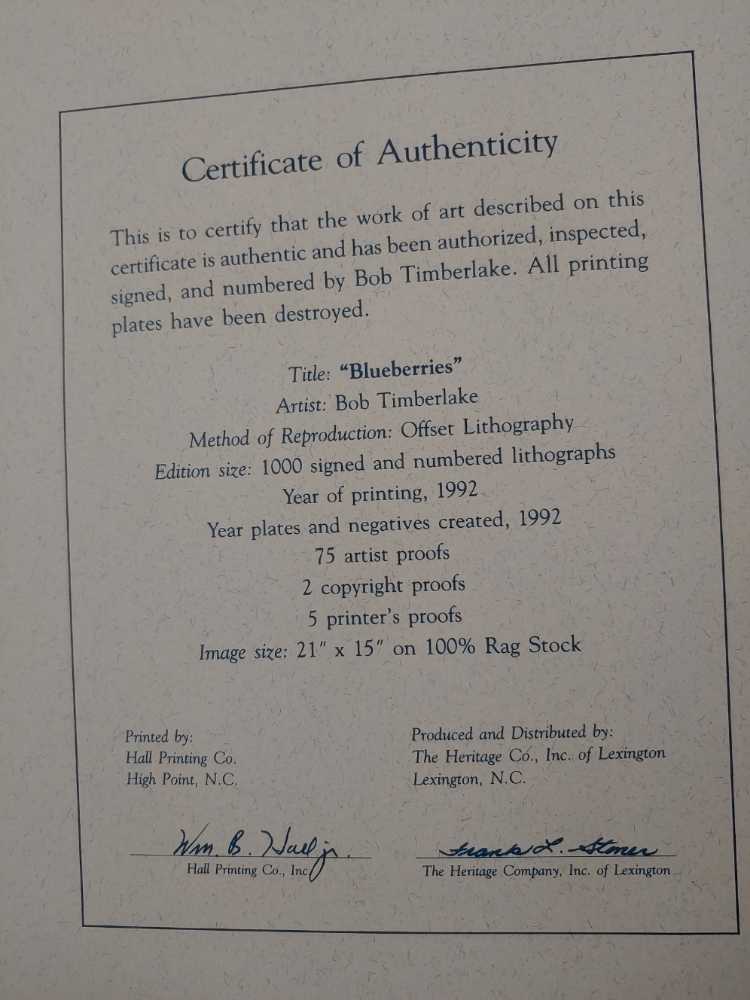 Certificate of Authenticity
This is to certify that the work of art described on this
certificate is authentic and has been authorized, inspected,
signed, and numbered by Bob Timberlake. All printing
plates have been destroyed.
Title: “Blueberries”
Artist: Bob Timberlake
Method of Reproduction: Offset Lithography
Edition size: 1000 signed and numbered lithographs
Year of printing, 1992
Year plates and negatives created, 1992
75 artist proofs
2 copyright proofs
5 printer's proofs
Image size: 21" x 15" on 100% Rag Stock
Printed by:
Hall Printing Co.
High Point, N.C.
Wm. B. Hall jr.
Hall Printing Co., Inc.
Produced and Distributed by:
The Heritage Co., Inc. of Lexington
Lexington, N.C.
Frank L. Stoner
The Heritage Company, Inc. of Lexington